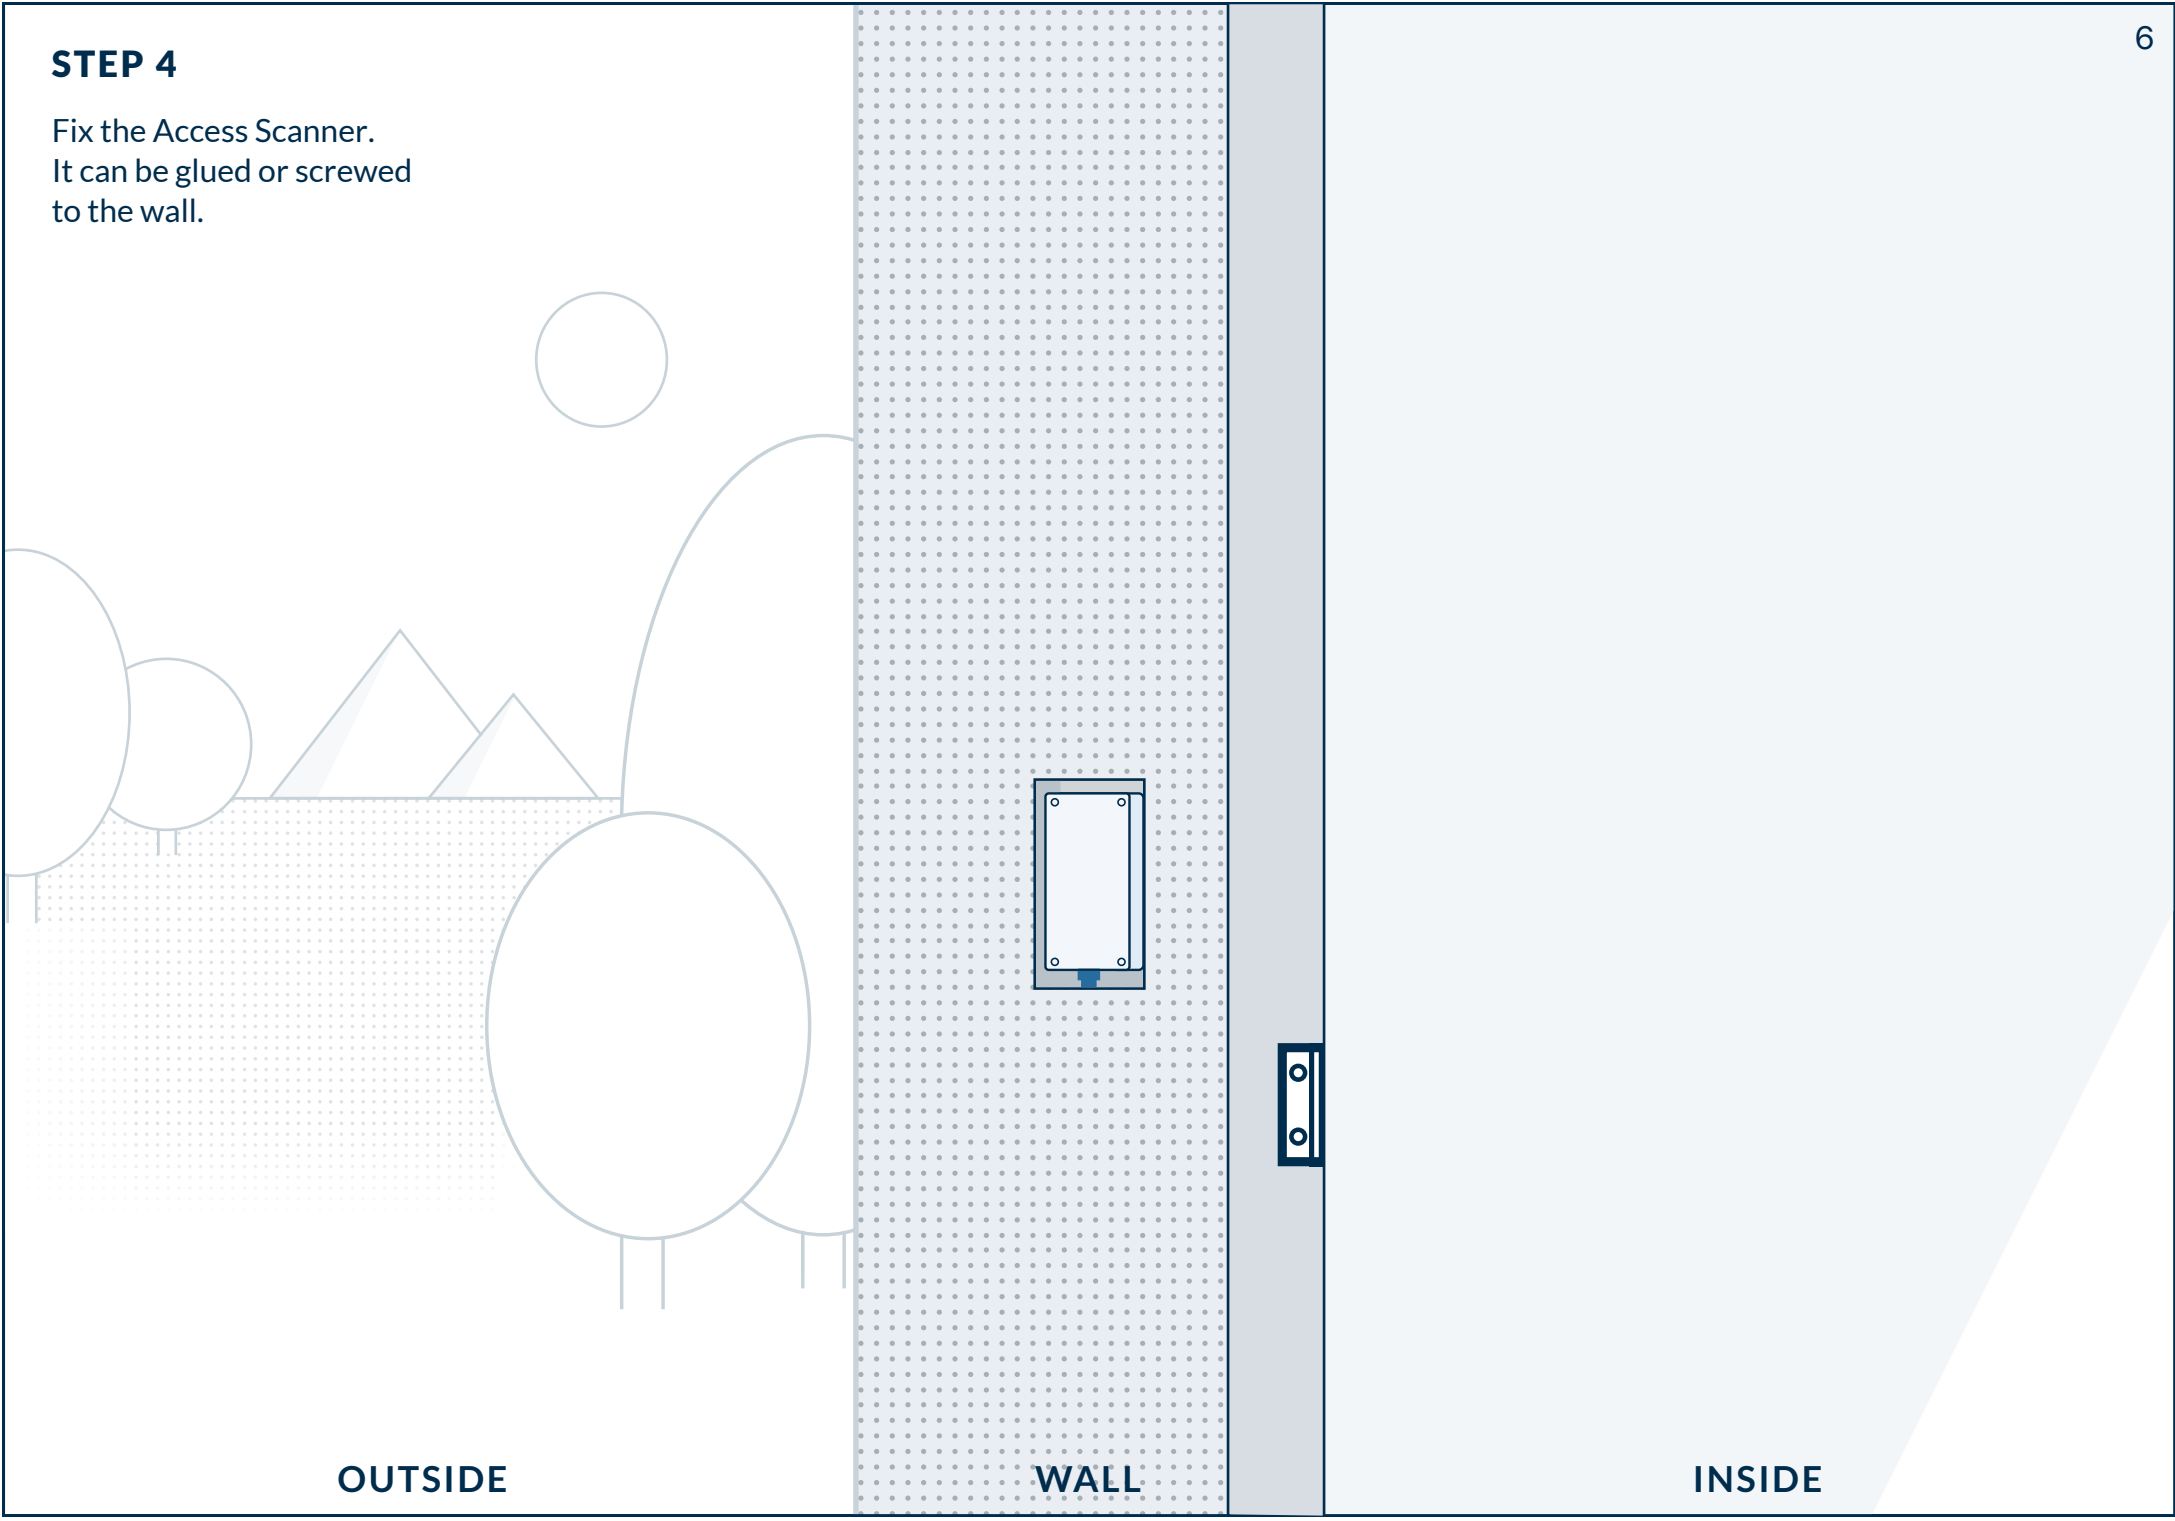 6
STEP 4
Fix the Access Scanner.
It can be glued or screwed
to the wall.
OUTSIDE
WALL
INSIDE